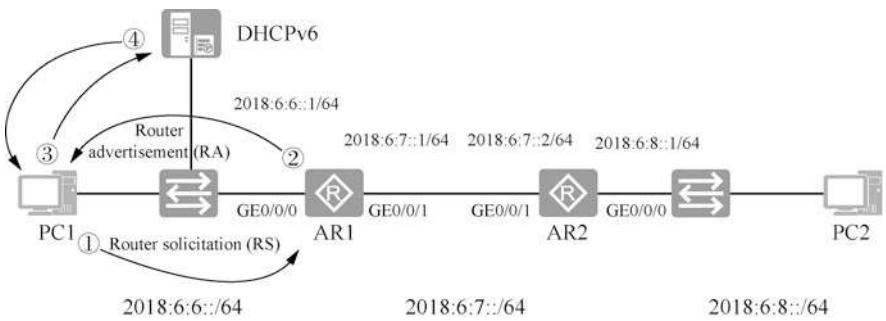 ④
DHCPv6
2018:6:6::1/64
Router
advertisement (RA)
③
②
2018:6:7::1/64
2018:6:7::2/64
2018:6:8::1/64
R
R
GE0/0/0
GE0/0/1
GE0/0/1
GE0/0/0
PC1
AR1
AR2
PC2
① Router solicitation (RS)
2018:6:6::/64
2018:6:7::/64
2018:6:8::/64